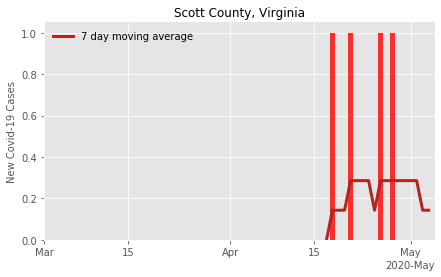 Scott County, Virginia
7 day moving average
New Covid-19 Cases
1.0
0.8
0.6
0.4
0.2
0.0
Mar 15 Apr 15 May
2020-May